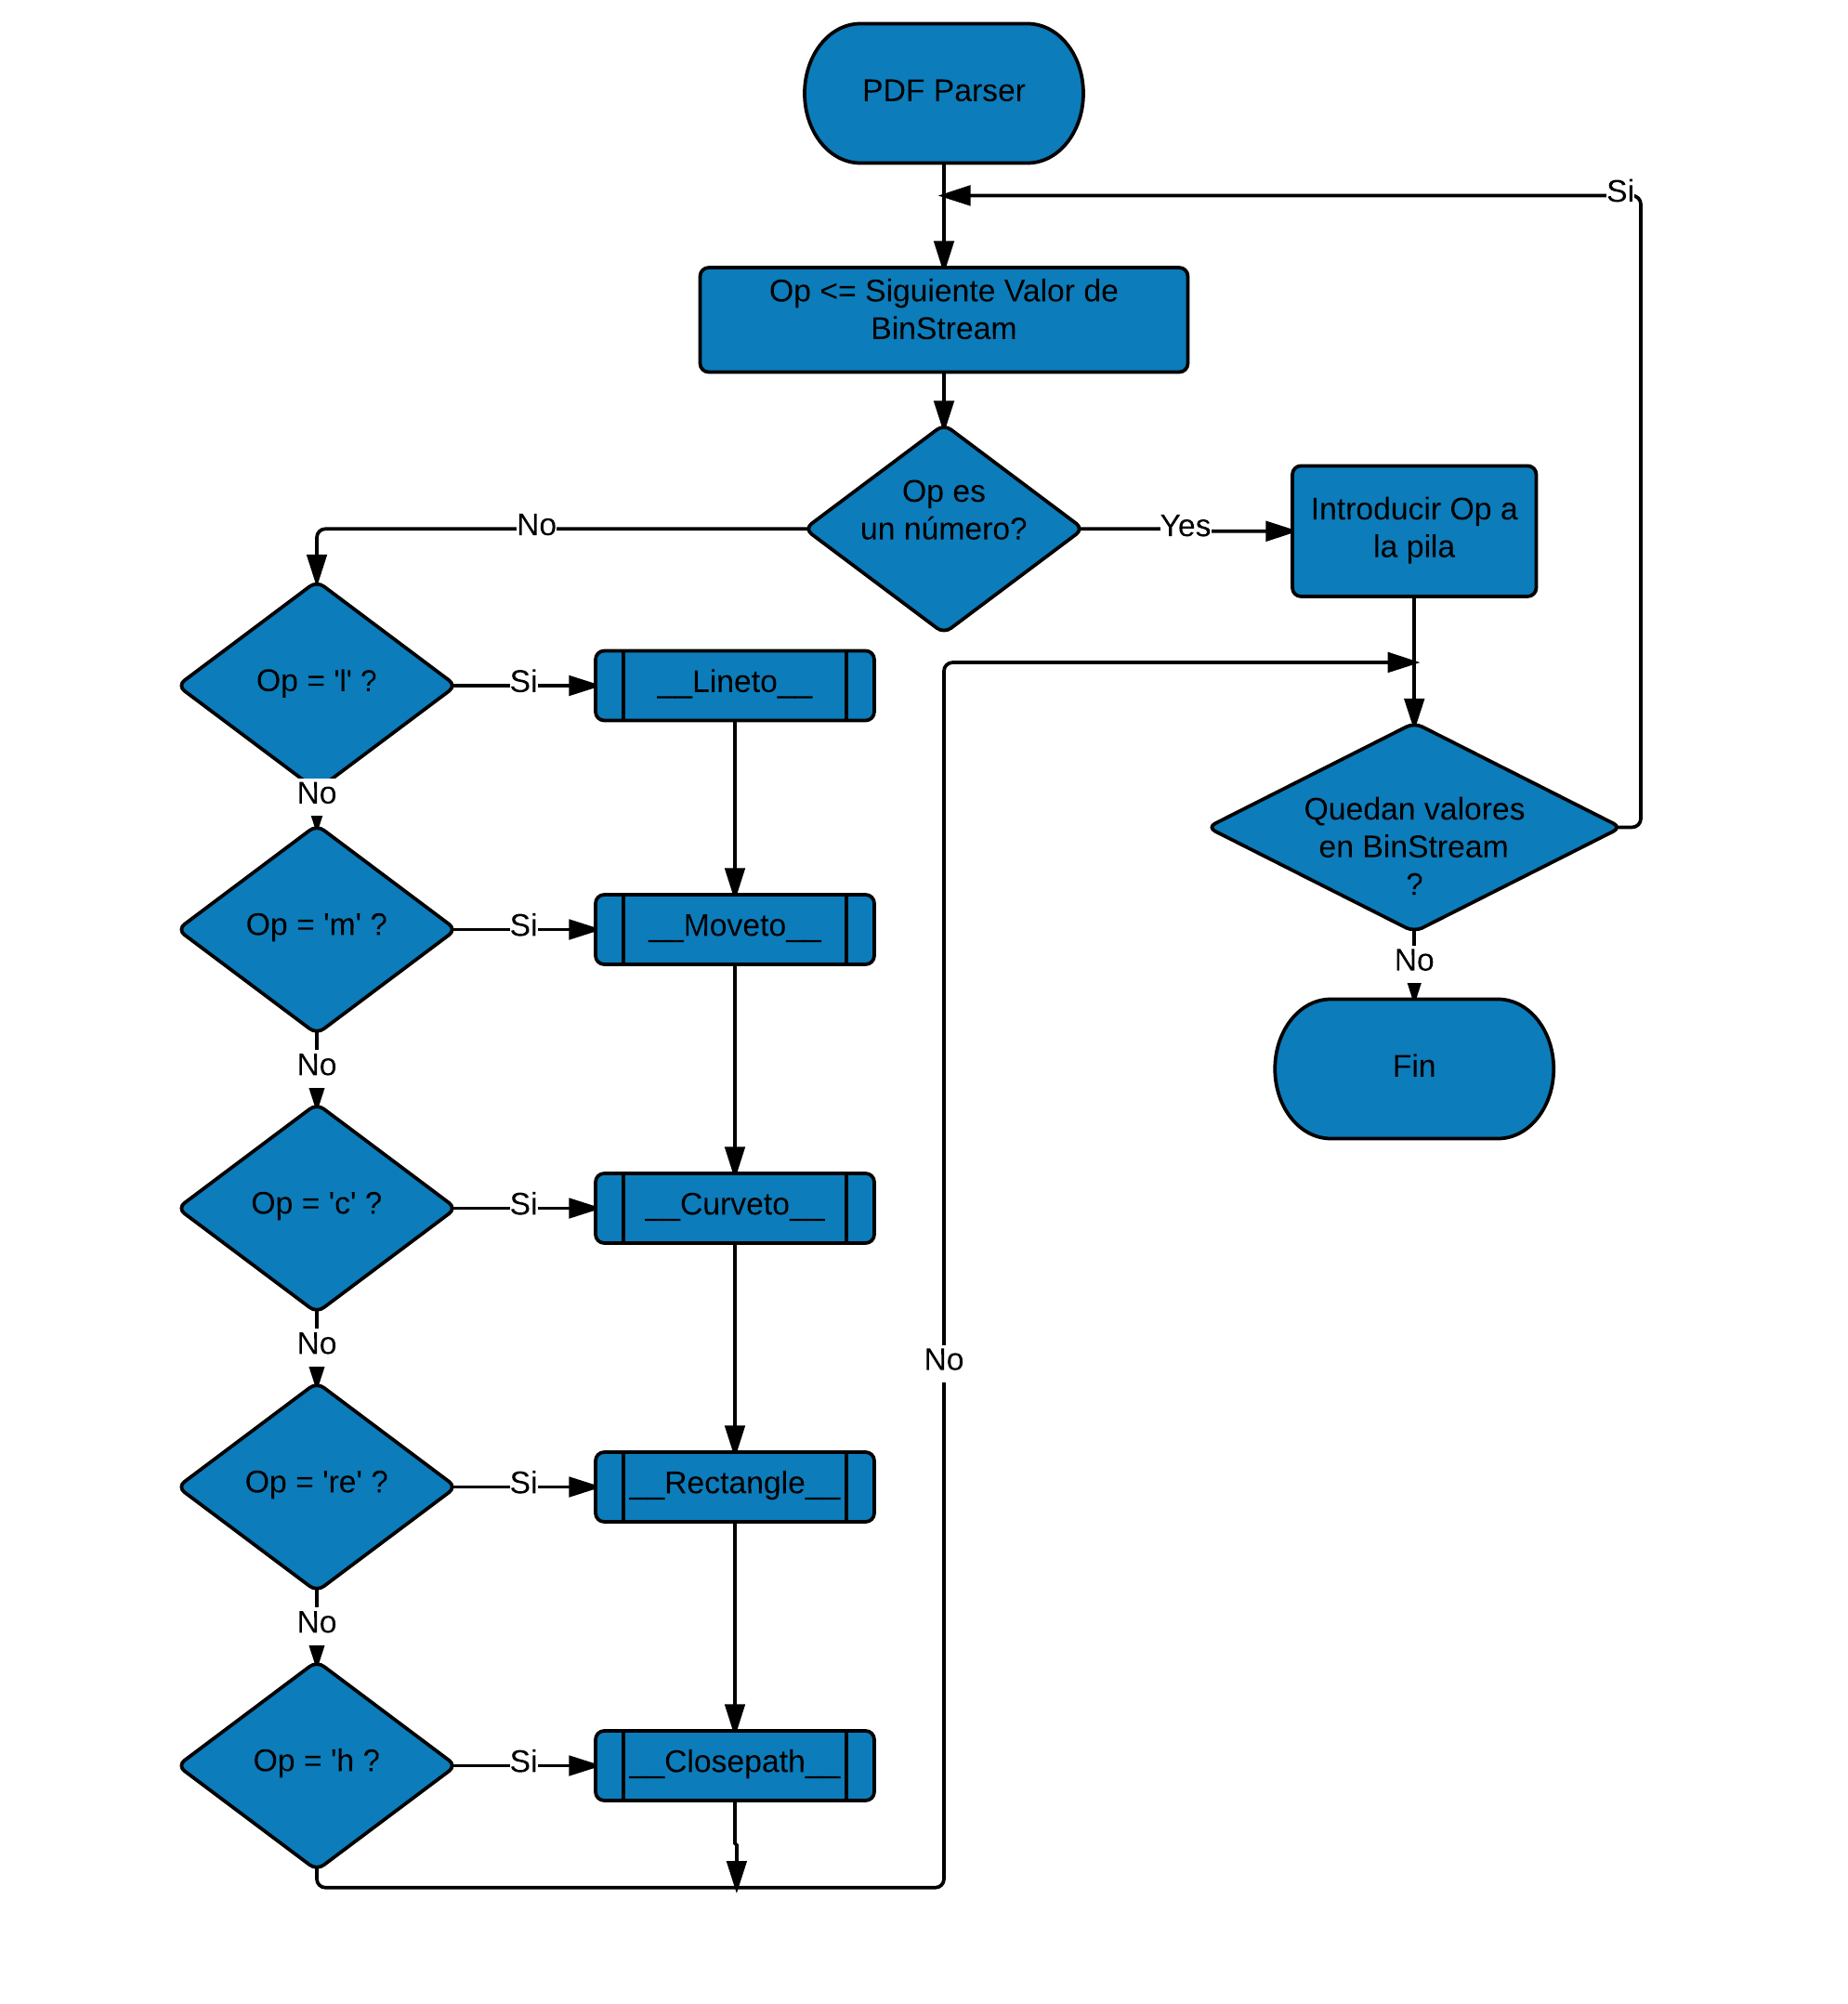 PDF Parser
Si
Op <= Siguiente Valor de
BinStream
Op es
un número?
No
Yes
Introducir Op a
la pila
Op = 'l' ?
Si
__Lineto__
No
Quedan valores
en BinStream
?
Op = 'm' ?
Si
__Moveto__
No
No
Fin
Op = 'c' ?
Si
__Curveto__
No
No
Op = 're' ?
Si
__Rectangle__
No
Op = 'h ?
Si
__Closepath__